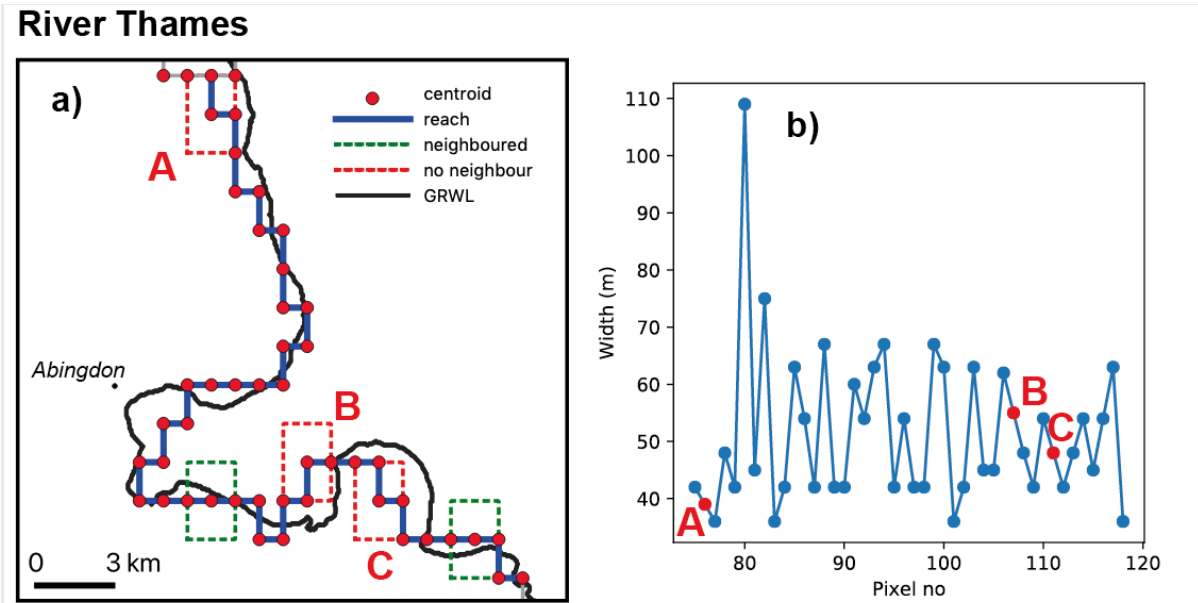 River Thames
a)
centroid
reach
neighboured
no neighbour
GRWL
A
Abingdon
B
C
0 3 km
b)
Width (m)
110
100
90
80
70
60
50
40
A
B
C
80 90 100 110 120
Pixel no